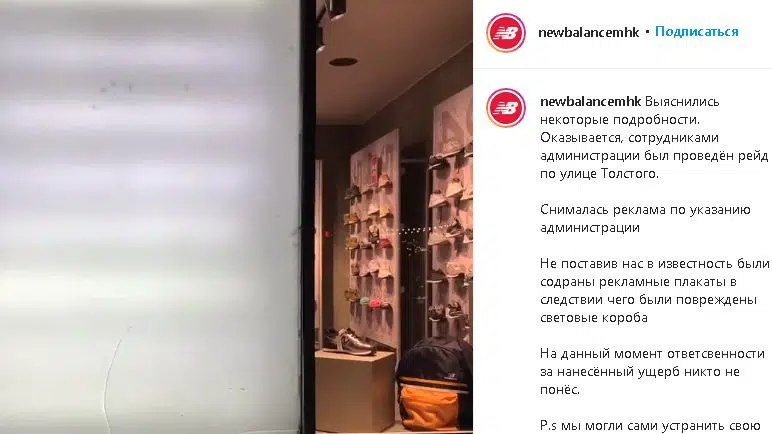 newbalancemhk • Подписаться
newbalancemhk Выяснились
некоторые подробности.
Оказывается, сотрудниками
администрации был проведён рейд
по улице Толстого.
Снималась реклама по указанию
администрации
Не поставив нас в известность были
содраны рекламные плакаты в
следствии чего были повреждены
световые короба
На данный момент ответсвенности
за нанесённый ущерб никто не
понёс.
P.s мы могли сами устранить свою